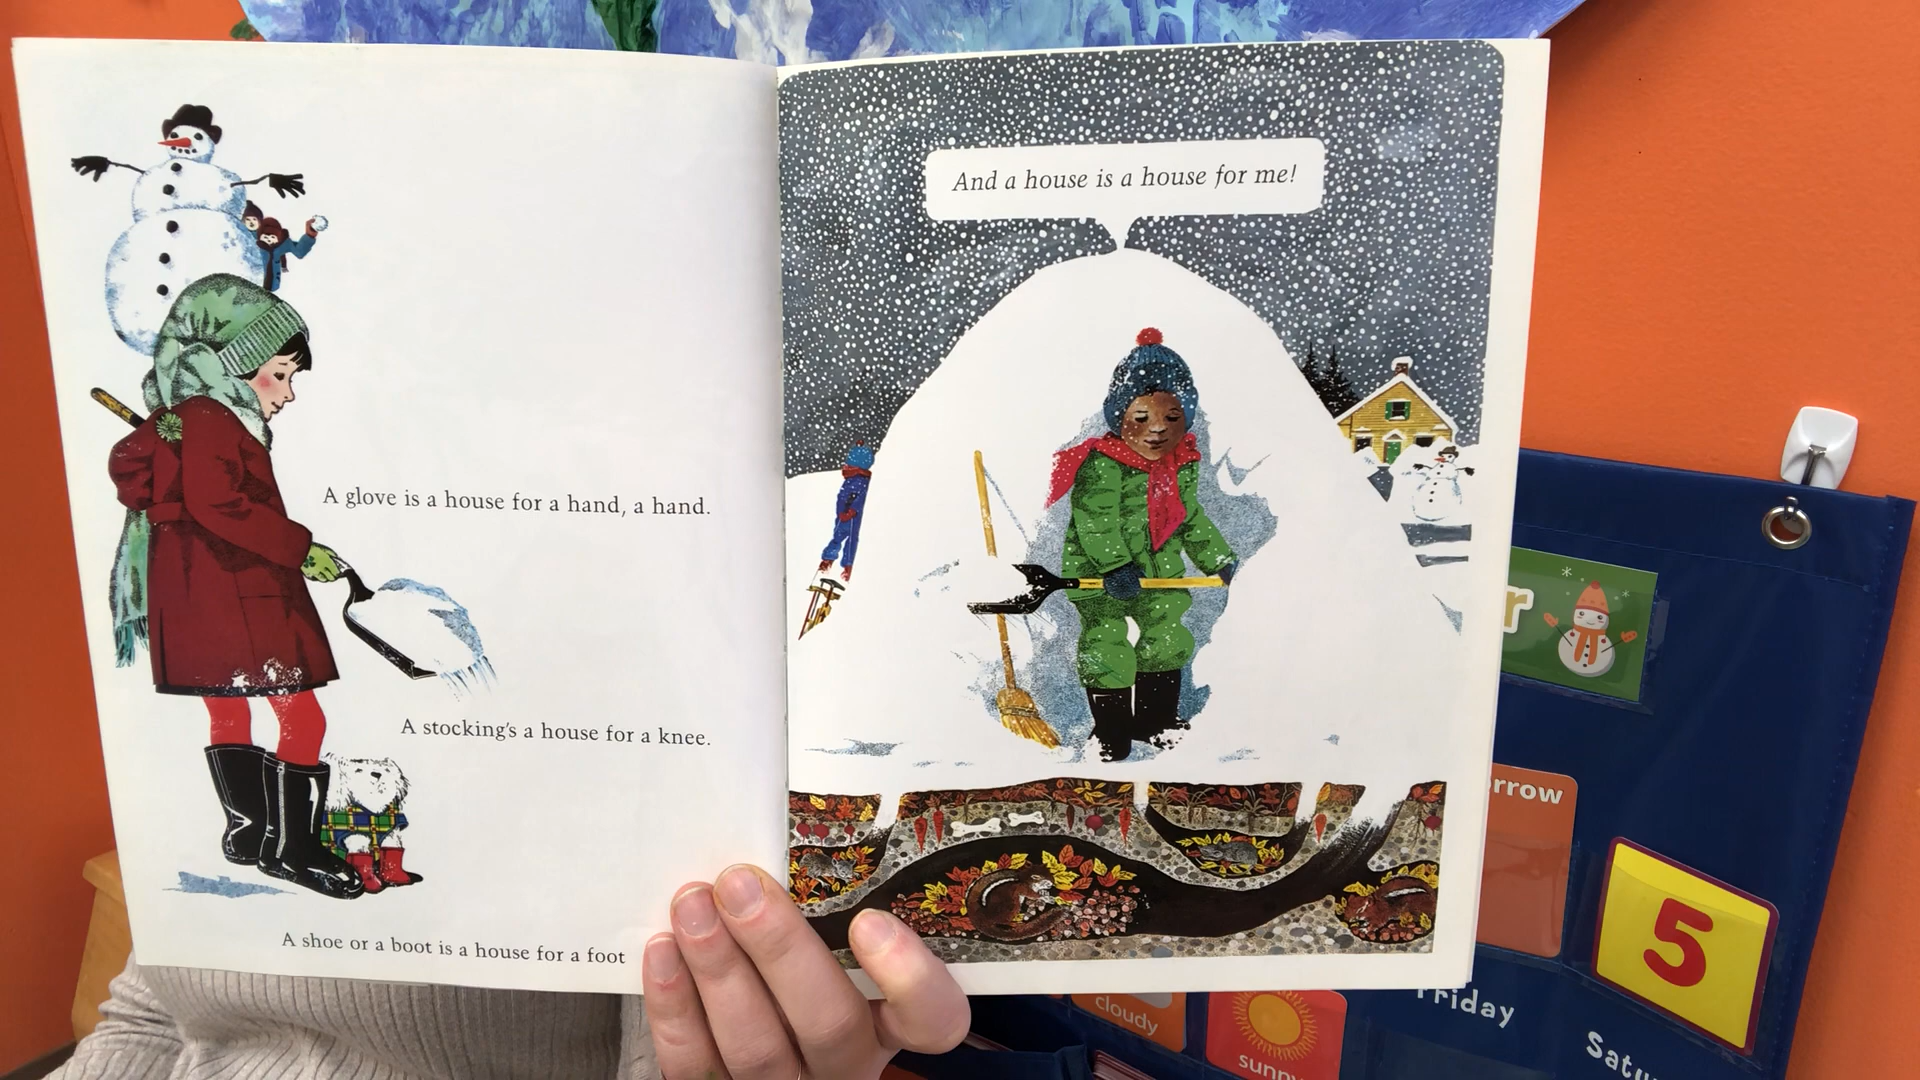 A glove is a house for a hand, a hand.
A stocking's a house for a knee.
A shoe or a boot is a house for a foot
And a house is a house for me!
r
rrow
5
cloudy
sunny
Friday
Satu